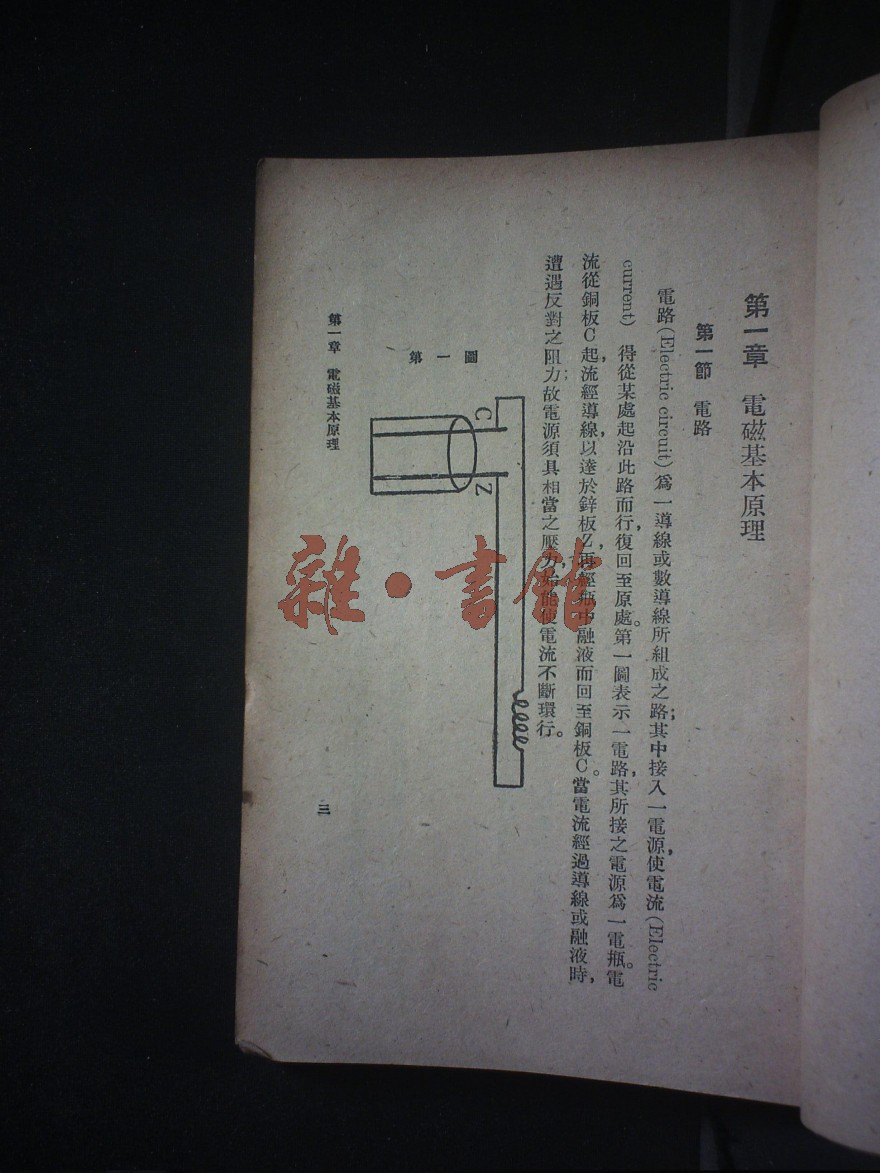 第一章　電磁基本原理
第一節　電路
電路(Electric circuit)爲一導線或數導線所組成之路；其中接入一電源，使電流(Electric
current)得從某處起沿此路而行，復回至原處。第一圖表示一電路，其所接之電源爲一電瓶。電
流從銅板C起，流經導線，以達於鋅板Z，再經瓶中融液而回至銅板C。當電流經過導線或融液時，
遭遇反對之阻力；故電源須具相當之壓力始能使電流不斷環行。
C
Z
第一圖
第一章　電磁基本原理
三
雜·書館